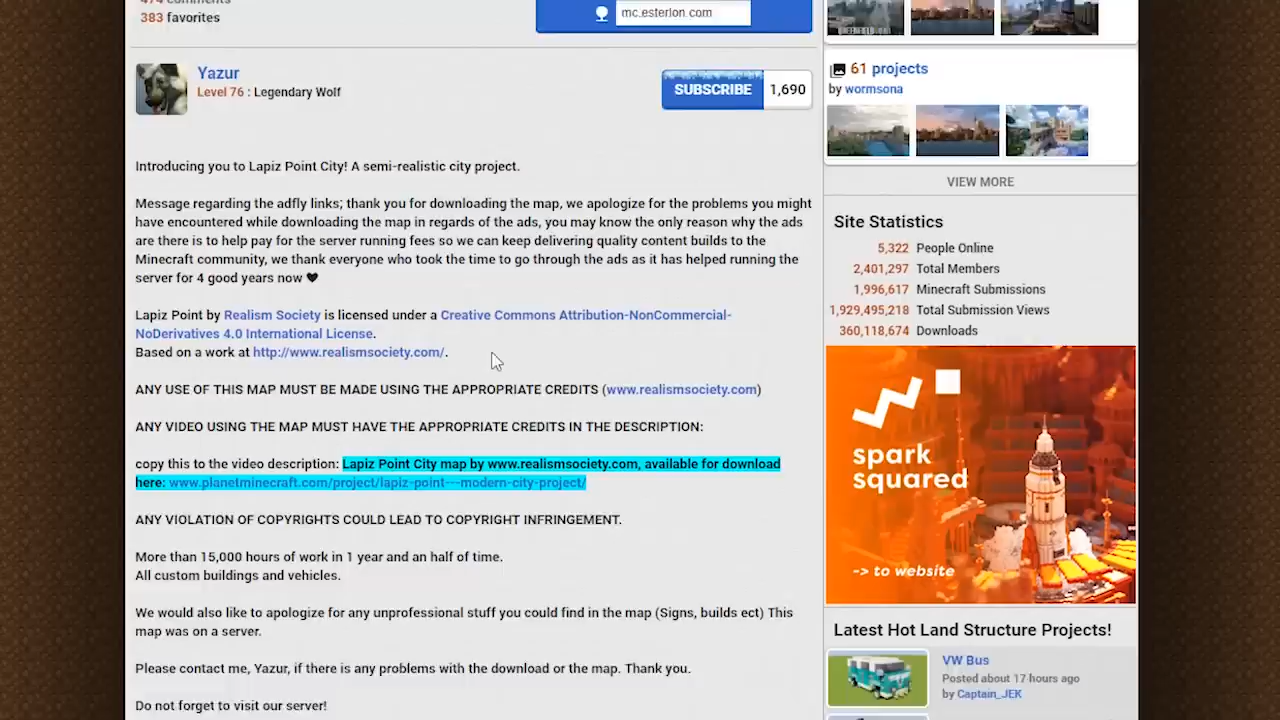 474 comments
383 favorites
mc.esterlon.com
Yazur
Level 76 : Legendary Wolf
SUBSCRIBE 1,690
Introducing you to Lapiz Point City! A semi-realistic city project.
Message regarding the adfly links; thank you for downloading the map, we apologize for the problems you might
have encountered while downloading the map in regards of the ads, you may know the only reason why the ads
are there is to help pay for the server running fees so we can keep delivering quality content builds to the
Minecraft community, we thank everyone who took the time to go through the ads as it has helped running the
server for 4 good years now ♥
Lapiz Point by Realism Society is licensed under a Creative Commons Attribution-NonCommercial-
NoDerivatives 4.0 International License.
Based on a work at http://www.realismsociety.com/.
ANY USE OF THIS MAP MUST BE MADE USING THE APPROPRIATE CREDITS (www.realismsociety.com)
ANY VIDEO USING THE MAP MUST HAVE THE APPROPRIATE CREDITS IN THE DESCRIPTION:
copy this to the video description: Lapiz Point City map by www.realismsociety.com, available for download
here: www.planetminecraft.com/project/lapiz-point---modern-city-project/
ANY VIOLATION OF COPYRIGHTS COULD LEAD TO COPYRIGHT INFRINGEMENT.
More than 15,000 hours of work in 1 year and an half of time.
All custom buildings and vehicles.
We would also like to apologize for any unprofessional stuff you could find in the map (Signs, builds ect) This
map was on a server.
Please contact me, Yazur, if there is any problems with the download or the map. Thank you.
Do not forget to visit our server!
61 projects
by wormsona
VIEW MORE
Site Statistics
5,322 People Online
2,401,297 Total Members
1,996,617 Minecraft Submissions
1,929,495,218 Total Submission Views
360,118,674 Downloads
spark
squared
-> to website
Latest Hot Land Structure Projects!
VW Bus
Posted about 17 hours ago
by Captain_JEK